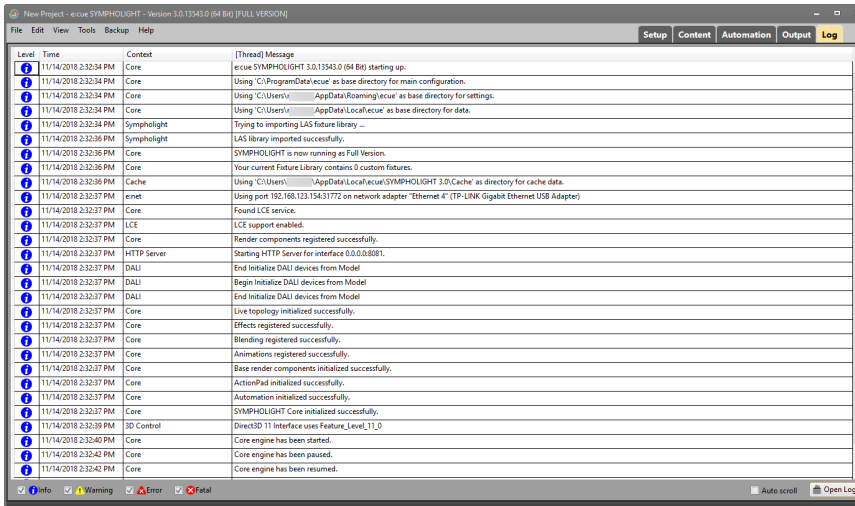 New Project - e:cue SYMPHOLIGHT - Version 3.0.13543.0 (64 Bit) [FULL VERSION]
File Edit View Tools Backup Help
Setup Content Automation Output Log
Level Time Context [Thread] Message
11/14/2018 2:32:34 PM Core e:cue SYMPHOLIGHT 3.0.13543.0 (64 Bit) starting up.
11/14/2018 2:32:34 PM Core Using 'C:\ProgramData\ecue' as base directory for main configuration.
11/14/2018 2:32:34 PM Core Using 'C:\Users\ AppData\Roaming\ecue' as base directory for settings.
11/14/2018 2:32:34 PM Core Using 'C:\Users\ AppData\Local\ecue' as base directory for data.
11/14/2018 2:32:34 PM Sympholight Trying to importing LAS fixture library ...
11/14/2018 2:32:36 PM Sympholight LAS library imported successfully.
11/14/2018 2:32:36 PM Core SYMPHOLIGHT is now running as Full Version.
11/14/2018 2:32:36 PM Core Your current Fixture Library contains 0 custom fixtures.
11/14/2018 2:32:36 PM Cache Using 'C:\Users\ \AppData\Local\ecue\SYMPHOLIGHT 3.0\Cache' as directory for cache data.
11/14/2018 2:32:37 PM e:net Using port 192.168.123.154:31772 on network adapter "Ethernet 4" (TP-LINK Gigabit Ethernet USB Adapter)
11/14/2018 2:32:37 PM Core Found LCE service.
11/14/2018 2:32:37 PM LCE LCE support enabled.
11/14/2018 2:32:37 PM Core Render components registered successfully.
11/14/2018 2:32:37 PM HTTP Server Starting HTTP Server for interface 0.0.0.0:8081.
11/14/2018 2:32:37 PM DALI End Initialize DALI devices from Model
11/14/2018 2:32:37 PM DALI Begin Initialize DALI devices from Model
11/14/2018 2:32:37 PM DALI End Initialize DALI devices from Model
11/14/2018 2:32:37 PM Core Live topology initialized successfully.
11/14/2018 2:32:37 PM Core Effects registered successfully.
11/14/2018 2:32:37 PM Core Blending registered successfully.
11/14/2018 2:32:37 PM Core Animations registered successfully.
11/14/2018 2:32:37 PM Core Base render components initialized successfully.
11/14/2018 2:32:37 PM Core ActionPad initialized successfully.
11/14/2018 2:32:37 PM Core Automation initialized successfully.
11/14/2018 2:32:37 PM Core SYMPHOLIGHT Core initialized successfully.
11/14/2018 2:32:39 PM 3D Control Direct3D 11 Interface uses Feature_Level_11_0
11/14/2018 2:32:40 PM Core Core engine has been started.
11/14/2018 2:32:42 PM Core Core engine has been paused.
11/14/2018 2:32:42 PM Core Core engine has been resumed.
Info Warning Error Fatal Auto scroll Open Log